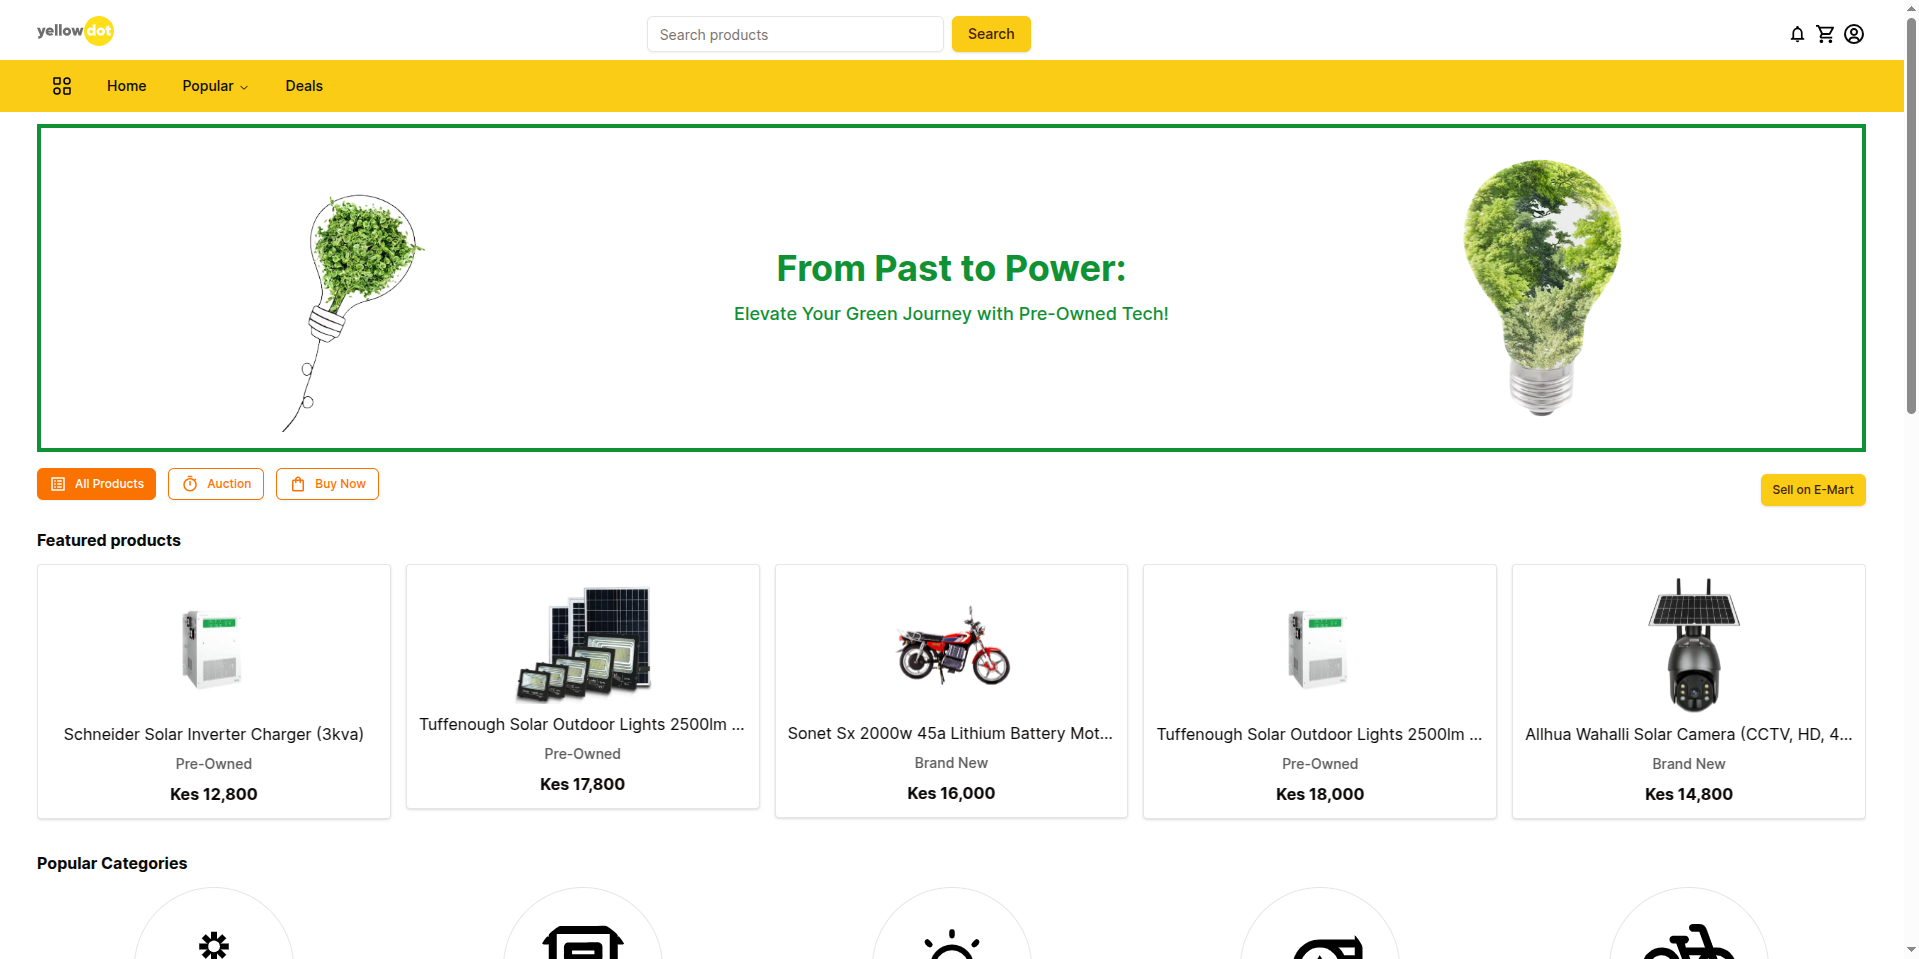 yellow dot
Search products
Search
Home
Popular
Deals
From Past to Power:
Elevate Your Green Journey with Pre-Owned Tech!
All Products
Auction
Buy Now
Sell on E-Mart
Featured products
Schneider Solar Inverter Charger (3kva)
Pre-Owned
Kes 12,800
Tuffenough Solar Outdoor Lights 2500lm ...
Pre-Owned
Kes 17,800
Sonet Sx 2000w 45a Lithium Battery Mot...
Brand New
Kes 16,000
Tuffenough Solar Outdoor Lights 2500lm ...
Pre-Owned
Kes 18,000
Allhua Wahalli Solar Camera (CCTV, HD, 4...
Brand New
Kes 14,800
Popular Categories